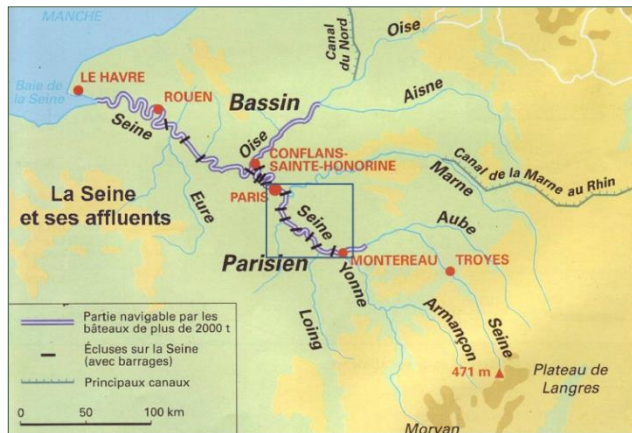 MANCHE
Baie de
la Seine
LE HAVRE
ROUEN
Seine
Canal
du Nord
Oise
Bassin
Aisne
Oise
CONFLANS-
SAINTE-HONORINE
Canal de la Marne au Rhin
Marne
PARIS
La Seine
et ses affluents
Eure
Seine
Aube
Parisien
MONTEREAU
TROYES
Yonne
Loing
Armançon
Seine
471 m
Plateau de
Langres
Morvan
Partie navigable par les
bâteaux de plus de 2000 t
Écluses sur la Seine
(avec barrages)
Principaux canaux
0
50
100 km